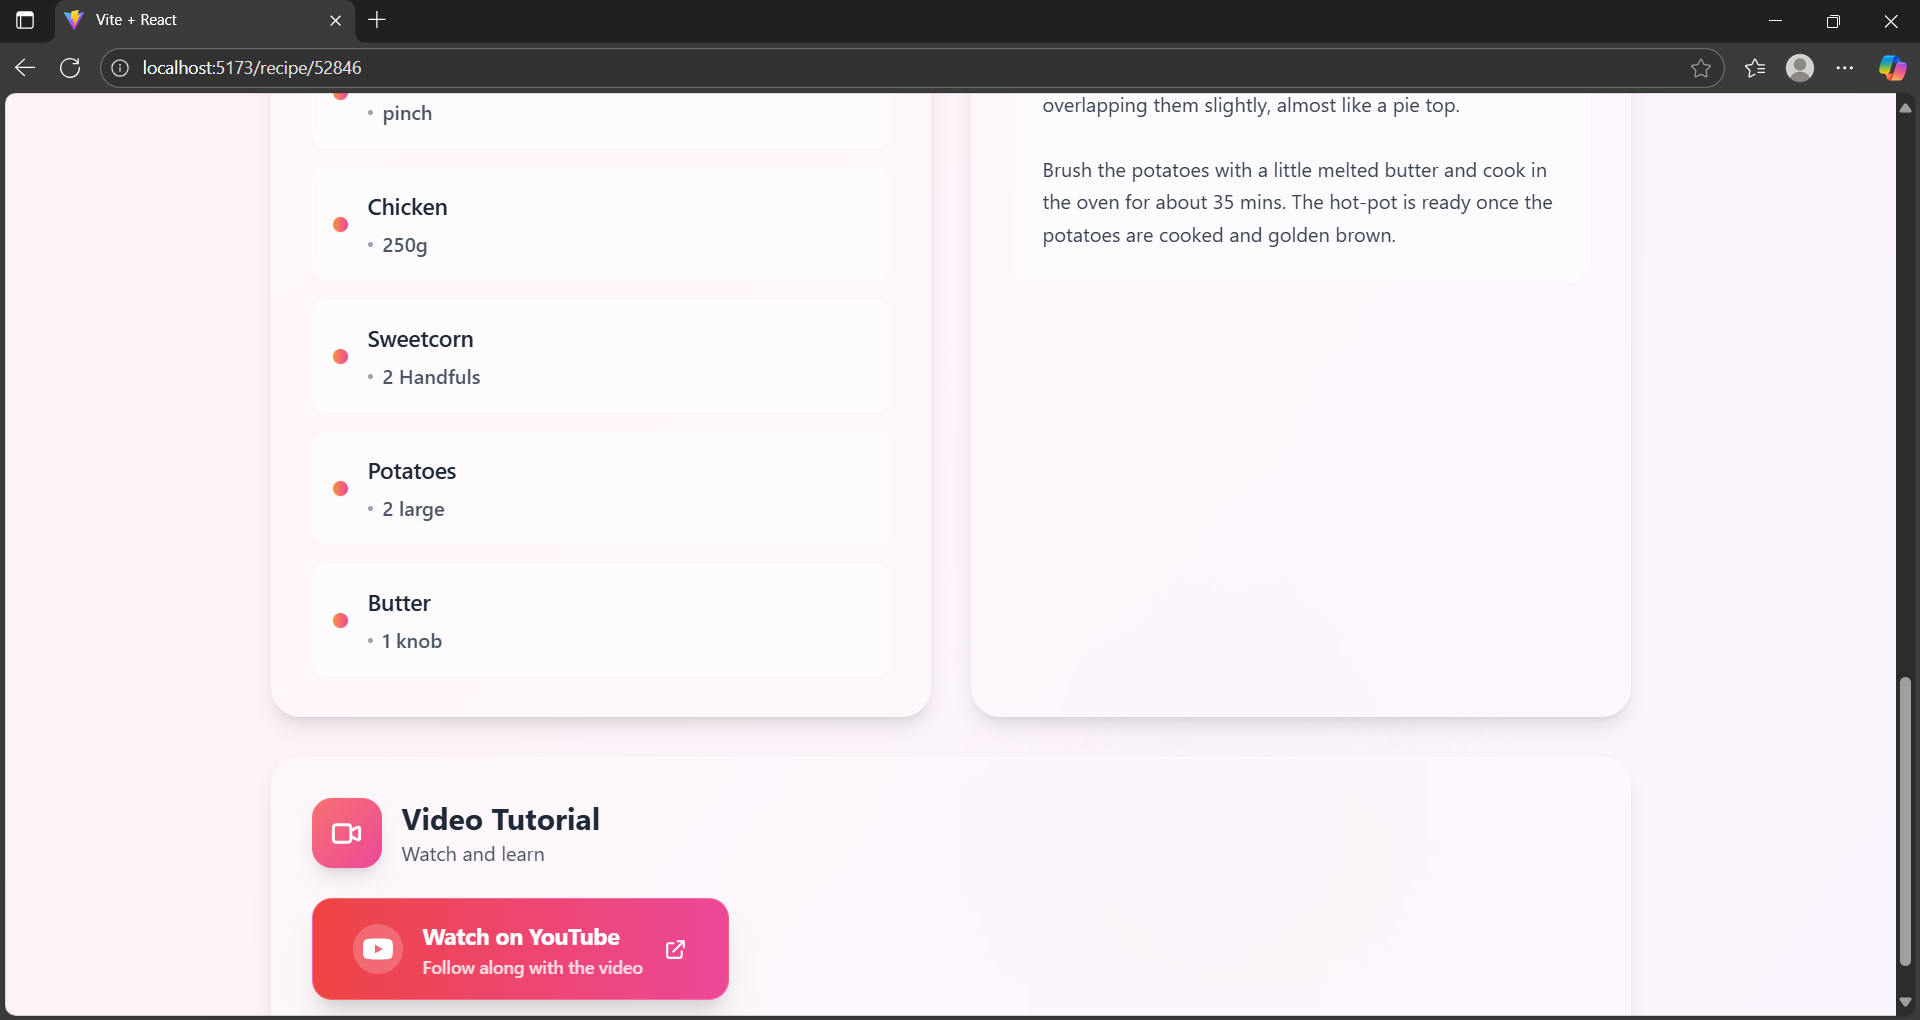 Vite + React
localhost:5173/recipe/52846
• pinch
Chicken
• 250g
Sweetcorn
• 2 Handfuls
Potatoes
• 2 large
Butter
• 1 knob
overlapping them slightly, almost like a pie top.
Brush the potatoes with a little melted butter and cook in
the oven for about 35 mins. The hot-pot is ready once the
potatoes are cooked and golden brown.
Video Tutorial
Watch and learn
Watch on YouTube
Follow along with the video